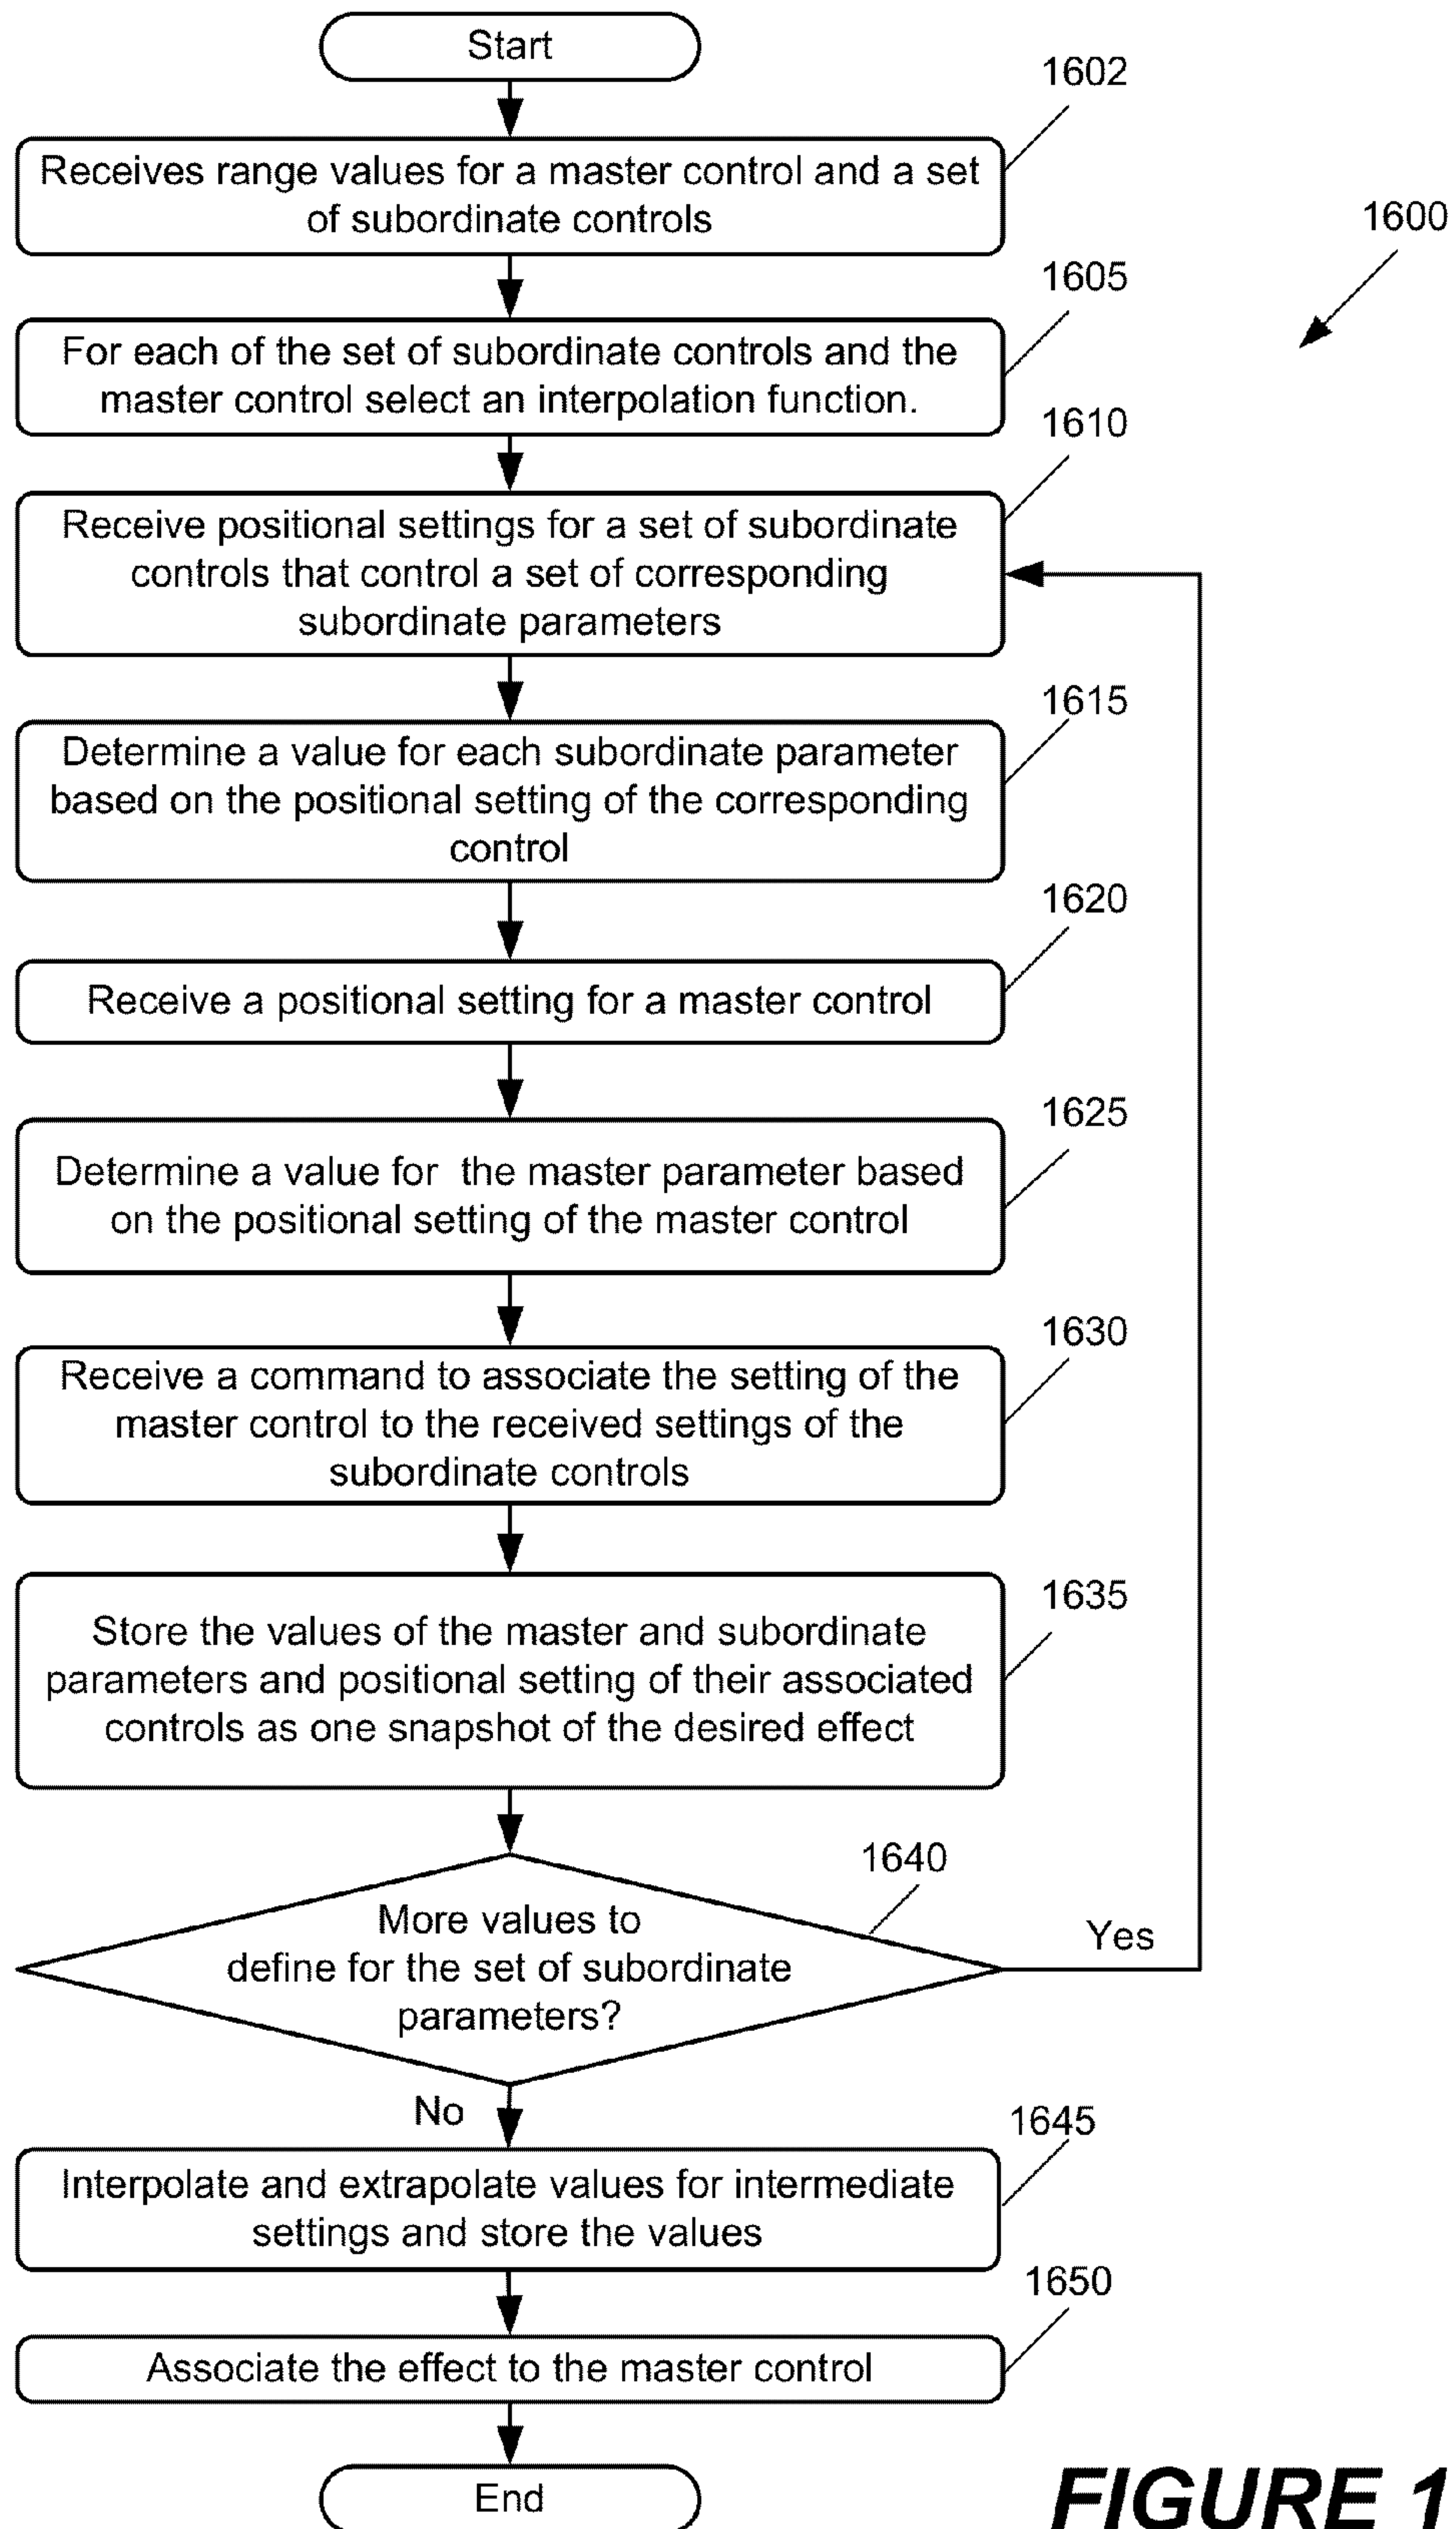 Start
1602
Receives range values for a master control and a set
of subordinate controls
1600
1605
For each of the set of subordinate controls and the
master control select an interpolation function.
1610
Receive positional settings for a set of subordinate
controls that control a set of corresponding
subordinate parameters
1615
Determine a value for each subordinate parameter
based on the positional setting of the corresponding
control
1620
Receive a positional setting for a master control
1625
Determine a value for the master parameter based
on the positional setting of the master control
1630
Receive a command to associate the setting of the
master control to the received settings of the
subordinate controls
1635
Store the values of the master and subordinate
parameters and positional setting of their associated
controls as one snapshot of the desired effect
1640
More values to
define for the set of subordinate
parameters?
Yes
No
1645
Interpolate and extrapolate values for intermediate
settings and store the values
1650
Associate the effect to the master control
End
FIGURE 1